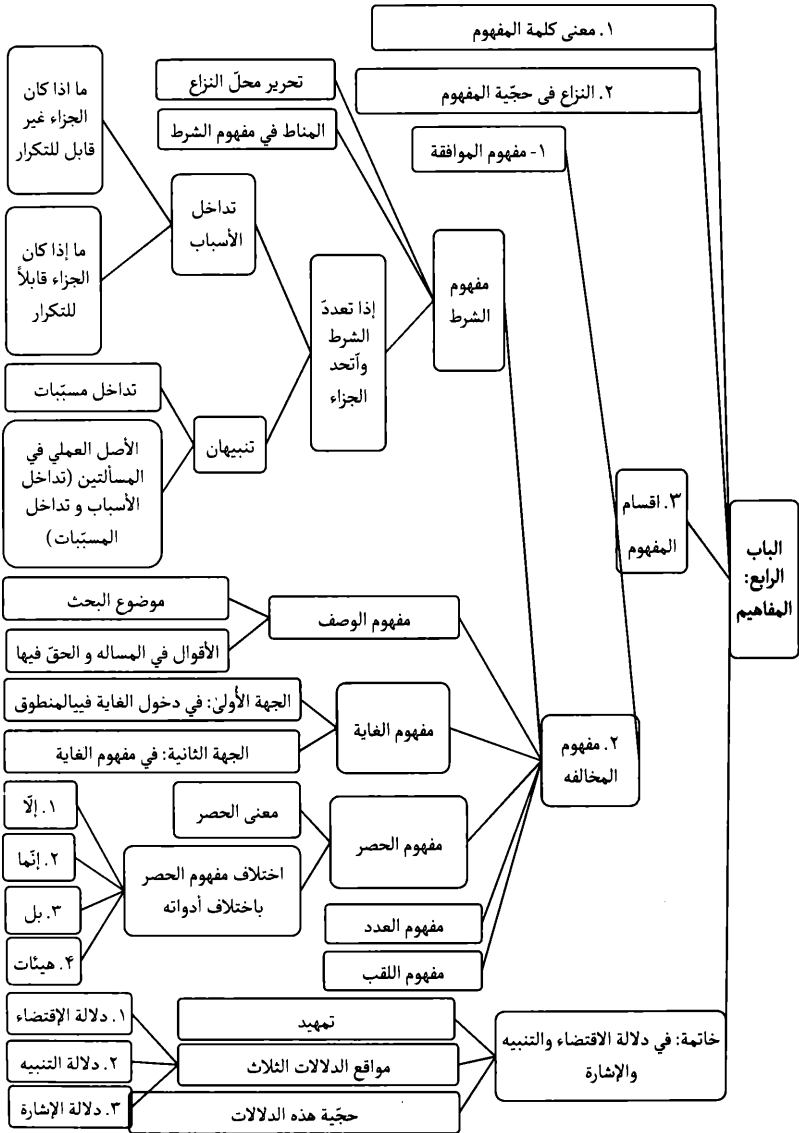 الباب
الرابع:
المفاهيم
١. معنى كلمة المفهوم
٢. النزاع فى حجّية المفهوم
٣. اقسام
المفهوم
١- مفهوم الموافقة
٢. مفهوم
المخالفه
مفهوم
الشرط
تحرير محلّ النزاع
المناط في مفهوم الشرط
إذا تعددّ
الشرط
وٱتحد
الجزاء
تداخل
الأسباب
ما اذا كان
الجزاء غير
قابل للتكرار
ما إذا كان
الجزاء قابلاً
للتكرار
تنبيهان
تداخل مسبّبات
الأصل العملي في
المسألتين (تداخل
الأسباب و تداخل
المسبّبات)
مفهوم الوصف
موضوع البحث
الأقوال في المساله و الحقّ فيها
مفهوم الغاية
الجهة الأولىٰ: في دخول الغاية فييالمنطوق
الجهة الثانية: في مفهوم الغاية
مفهوم الحصر
معنى الحصر
اختلاف مفهوم الحصر
باختلاف أدواته
١. إلّا
٢. إنّما
٣. بل
۴. هيئات
مفهوم العدد
مفهوم اللقب
خاتمة: في دلالة الاقتضاء والتنبيه
والإشارة
تمهيد
مواقع الدلالات الثلاث
١. دلالة الإقتضاء
٢. دلالة التنبيه
٣. دلالة الإشارة
حجّية هذه الدلالات